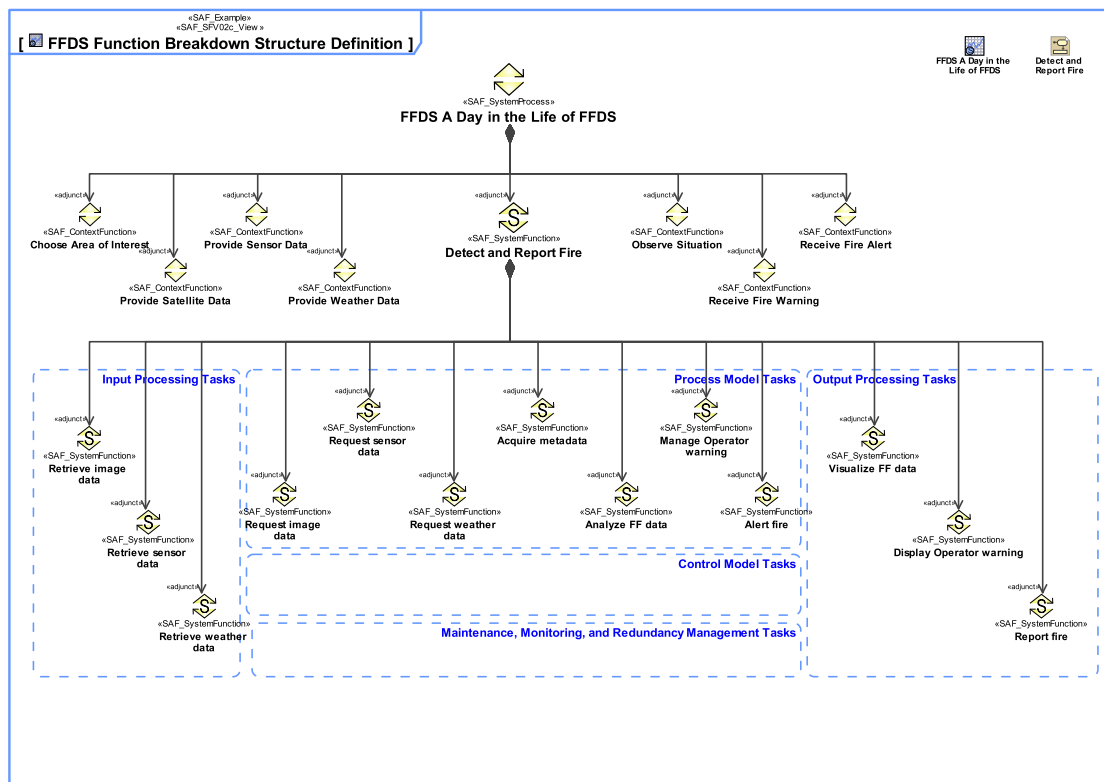 «SAF_Example»
«SAF_SFV02c_View »
[ FFDS Function Breakdown Structure Definition ]
FFDS A Day in the
Life of FFDS
Detect and
Report Fire
«SAF_SystemProcess»
FFDS A Day in the Life of FFDS
«adjunct»
«SAF_ContextFunction»
Choose Area of Interest
«adjunct»
«SAF_ContextFunction»
Provide Satellite Data
«adjunct»
«SAF_ContextFunction»
Provide Sensor Data
«adjunct»
«SAF_ContextFunction»
Provide Weather Data
«adjunct»
S
«SAF_SystemFunction»
Detect and Report Fire
«adjunct»
«SAF_ContextFunction»
Observe Situation
«adjunct»
«SAF_ContextFunction»
Receive Fire Warning
«adjunct»
«SAF_ContextFunction»
Receive Fire Alert
Input Processing Tasks
«adjunct»
S
«SAF_SystemFunction»
Retrieve image
data
«adjunct»
S
«SAF_SystemFunction»
Retrieve sensor
data
«adjunct»
S
«SAF_SystemFunction»
Retrieve weather
data
Process Model Tasks
«adjunct»
S
«SAF_SystemFunction»
Request image
data
«adjunct»
S
«SAF_SystemFunction»
Request sensor
data
«adjunct»
S
«SAF_SystemFunction»
Request weather
data
«adjunct»
S
«SAF_SystemFunction»
Acquire metadata
«adjunct»
S
«SAF_SystemFunction»
Analyze FF data
«adjunct»
S
«SAF_SystemFunction»
Manage Operator
warning
«adjunct»
S
«SAF_SystemFunction»
Alert fire
Control Model Tasks
Maintenance, Monitoring, and Redundancy Management Tasks
Output Processing Tasks
«adjunct»
S
«SAF_SystemFunction»
Visualize FF data
«adjunct»
S
«SAF_SystemFunction»
Display Operator warning
«adjunct»
S
«SAF_SystemFunction»
Report fire